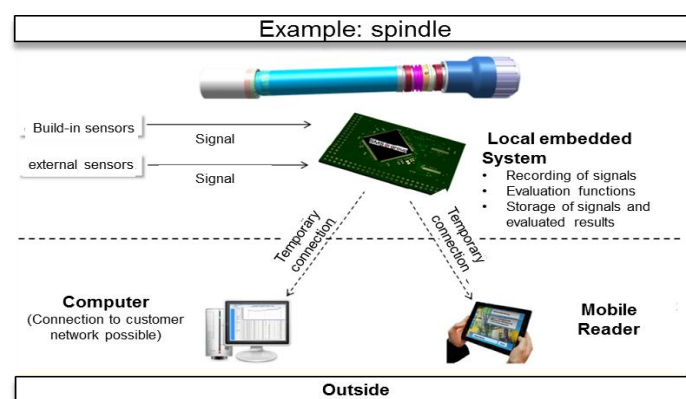 Example: spindle
Build-in sensors
Signal
external sensors
Signal
Local embedded
System
• Recording of signals
• Evaluation functions
• Storage of signals and
evaluated results
Temporary
connection
Temporary
connection
Computer
(Connection to customer
network possible)
Mobile
Reader
Outside